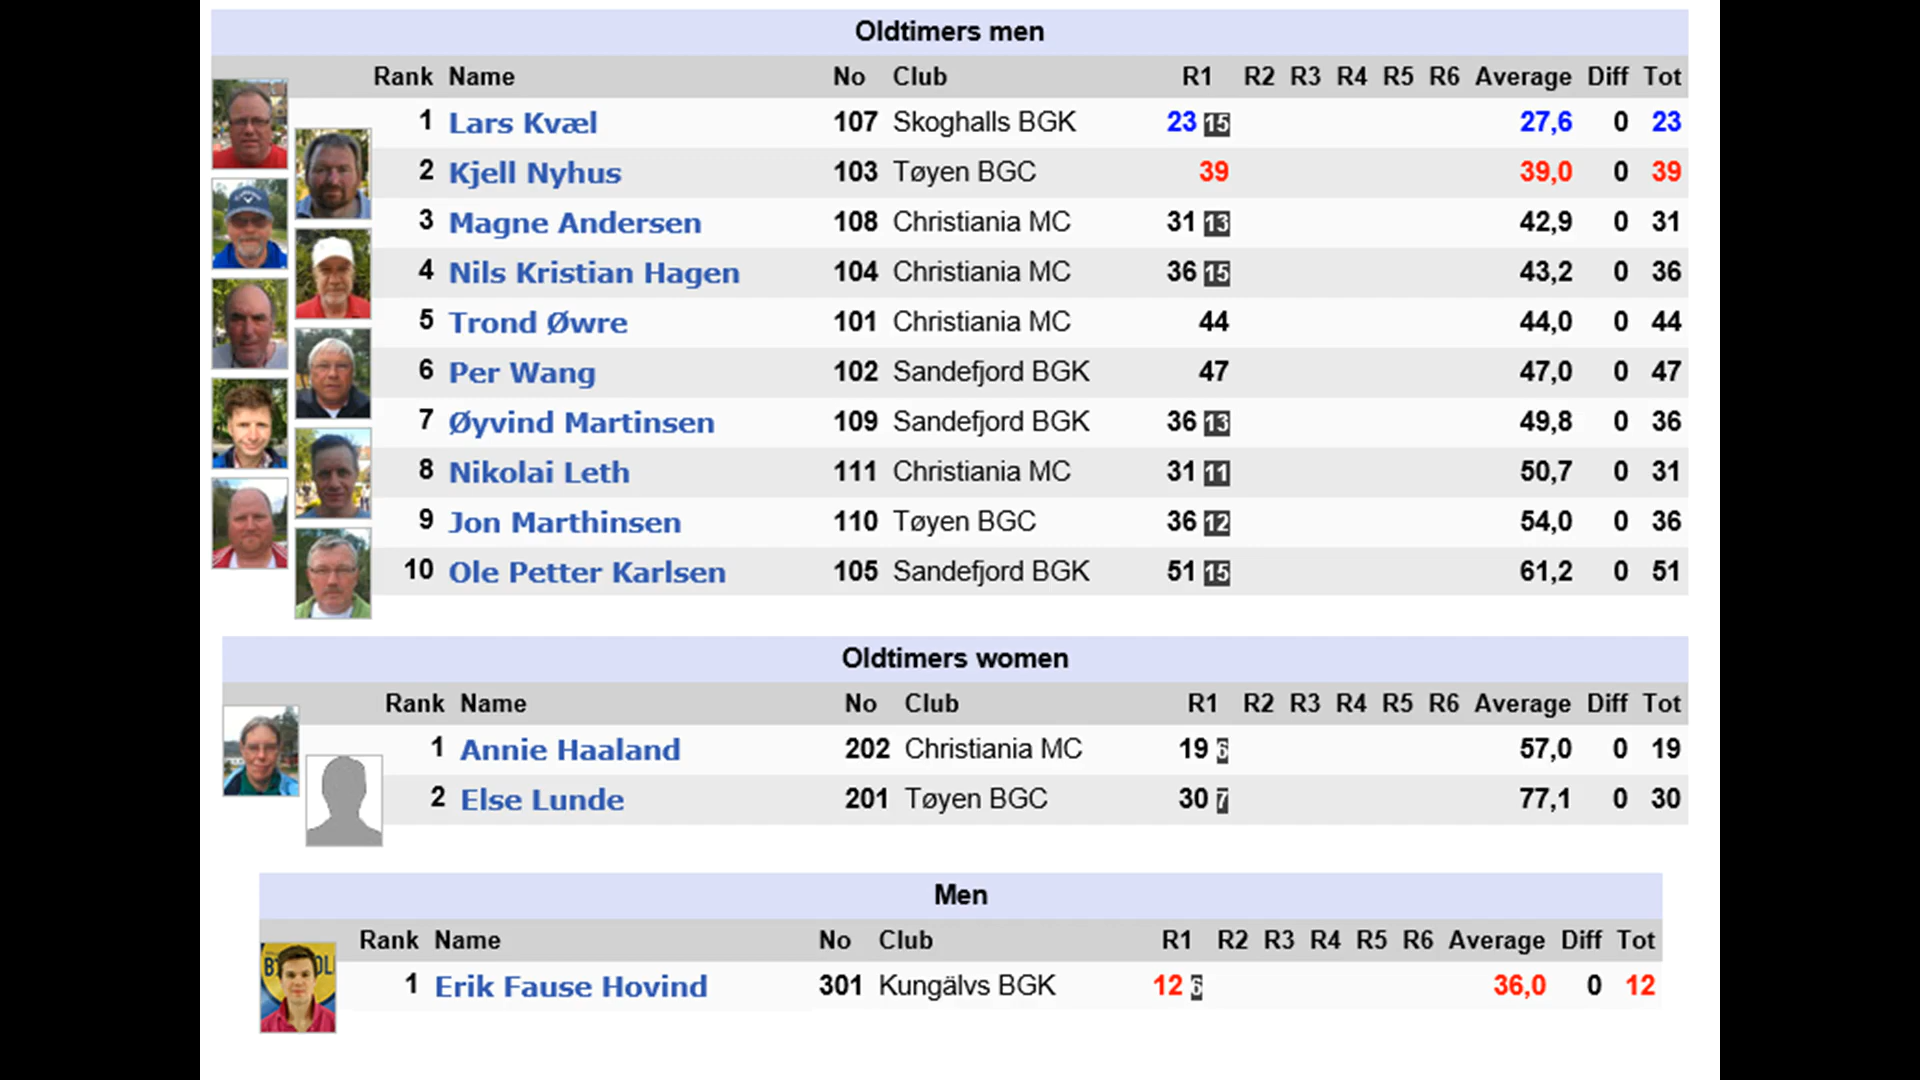 Oldtimers men
Rank Name No Club R1 R2 R3 R4 R5 R6 Average Diff Tot
1 Lars Kvæl 107 Skoghalls BGK 23 15 27,6 0 23
2 Kjell Nyhus 103 Tøyen BGC 39 39,0 0 39
3 Magne Andersen 108 Christiania MC 31 13 42,9 0 31
4 Nils Kristian Hagen 104 Christiania MC 36 15 43,2 0 36
5 Trond Øwre 101 Christiania MC 44 44,0 0 44
6 Per Wang 102 Sandefjord BGK 47 47,0 0 47
7 Øyvind Martinsen 109 Sandefjord BGK 36 13 49,8 0 36
8 Nikolai Leth 111 Christiania MC 31 11 50,7 0 31
9 Jon Marthinsen 110 Tøyen BGC 36 12 54,0 0 36
10 Ole Petter Karlsen 105 Sandefjord BGK 51 15 61,2 0 51
Oldtimers women
Rank Name No Club R1 R2 R3 R4 R5 R6 Average Diff Tot
1 Annie Haaland 202 Christiania MC 19 6 57,0 0 19
2 Else Lunde 201 Tøyen BGC 30 7 77,1 0 30
Men
Rank Name No Club R1 R2 R3 R4 R5 R6 Average Diff Tot
1 Erik Fause Hovind 301 Kungälvs BGK 12 6 36,0 0 12